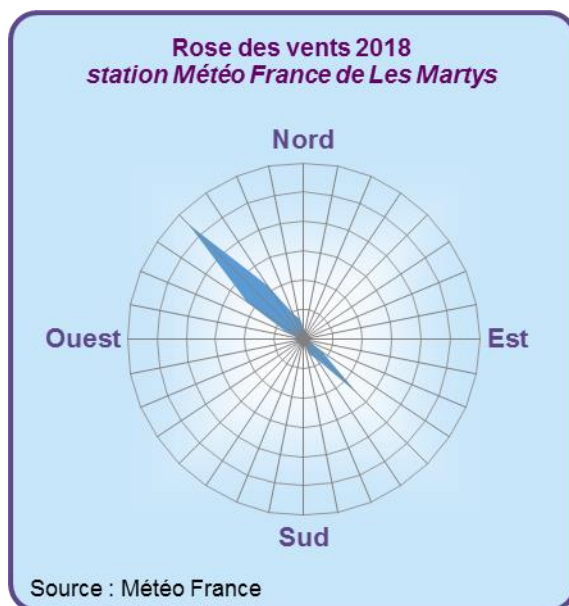 Rose des vents 2018
station Météo France de Les Martys
Nord
Ouest
Est
Sud
Source : Météo France